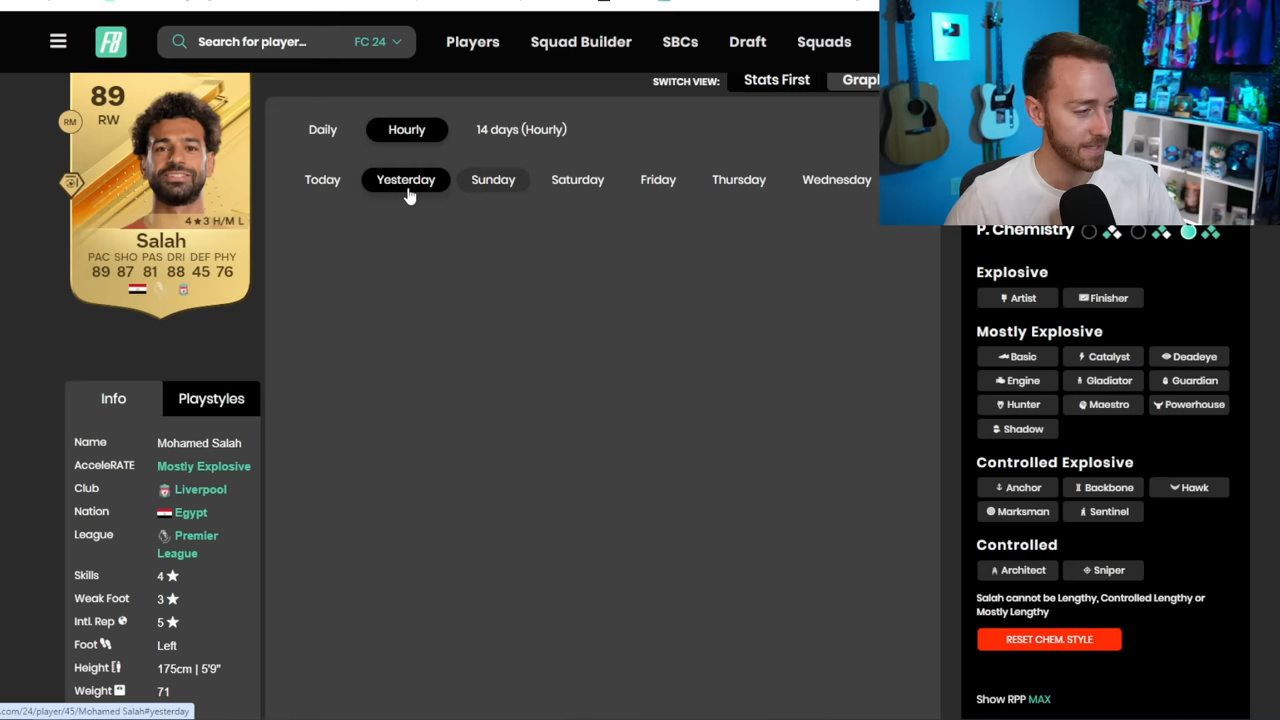 FB
Search for player...
FC 24
Players
Squad Builder
SBCs
Draft
Squads
SWITCH VIEW:
Stats First
89
RW
RM
4★3 H/M L
Salah
PAC SHO PAS DRI DEF PHY
89 87 81 88 45 76
Daily
Hourly
14 days (Hourly)
Today
Yesterday
Sunday
Saturday
Friday
Thursday
Wednesday
Info
Playstyles
Name Mohamed Salah
AcceleRATE Mostly Explosive
Club Liverpool
Nation Egypt
League Premier
League
Skills 4★
Weak Foot 3★
Intl. Rep 5★
Foot Left
Height 175cm | 5'9"
Weight 71
.com/24/player/45/Mohamed Salah#yesterday
P. Chemistry
Explosive
Artist
Finisher
Mostly Explosive
Basic
Catalyst
Deadeye
Engine
Gladiator
Guardian
Hunter
Maestro
Powerhouse
Shadow
Controlled Explosive
Anchor
Backbone
Hawk
Marksman
Sentinel
Controlled
Architect
Sniper
Salah cannot be Lengthy, Controlled Lengthy or
Mostly Lengthy
RESET CHEM. STYLE
Show RPP MAX